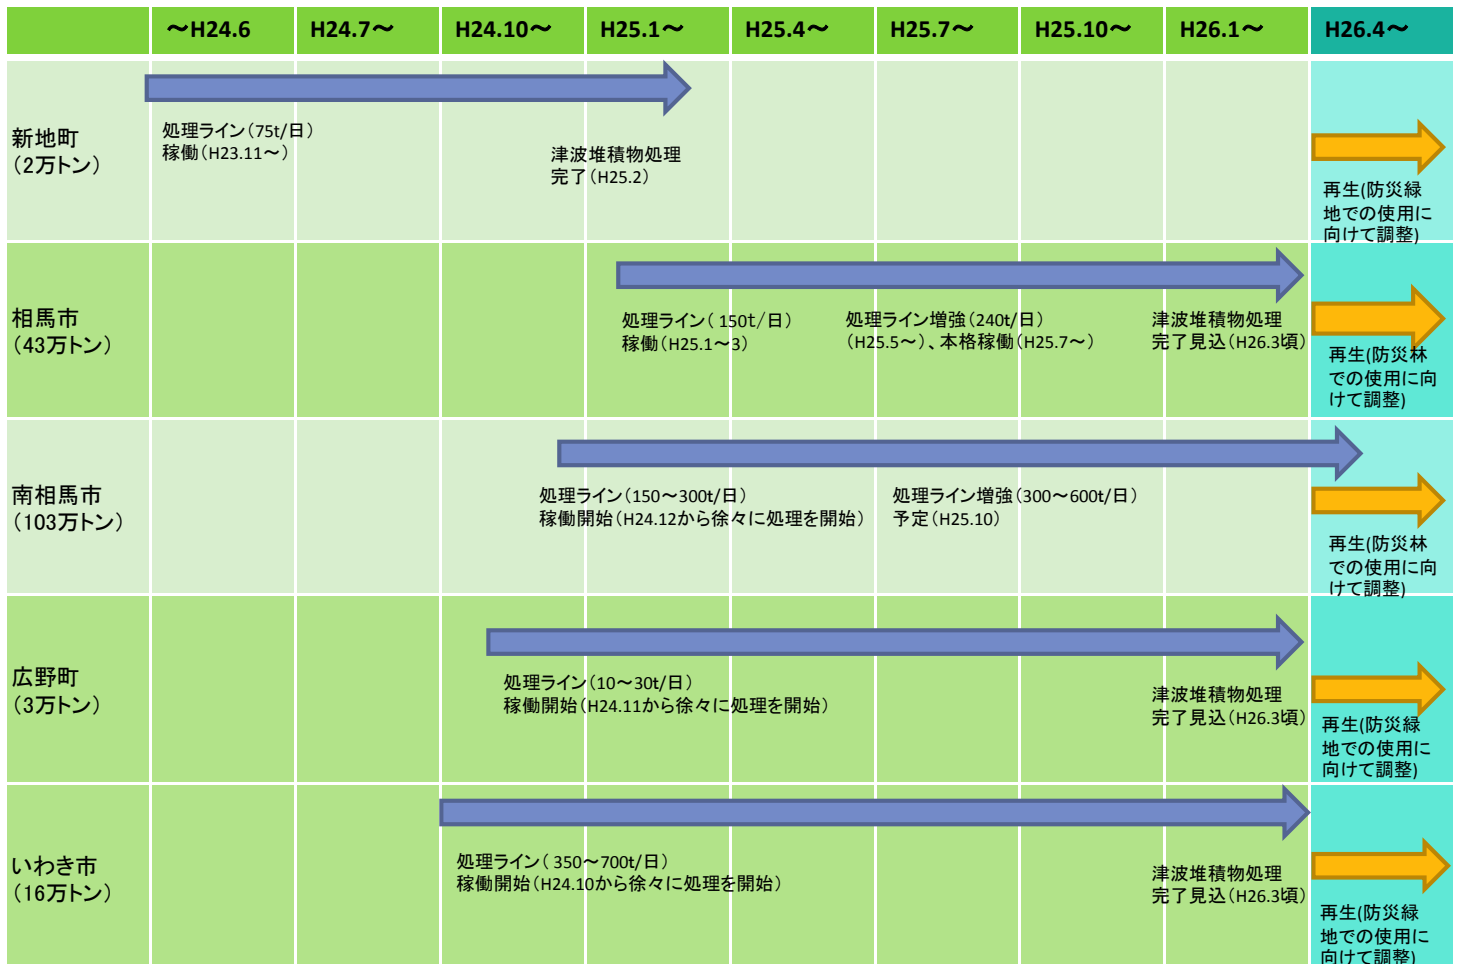 ～H24.6
H24.7～
H24.10～
H25.1～
H25.4～
H25.7～
H25.10～
H26.1～
H26.4～
新地町
（2万トン）
処理ライン（75t/日）
稼働（H23.11～）
津波堆積物処理
完了（H25.2）
再生(防災緑
地での使用に
向けて調整)
相馬市
（43万トン）
処理ライン（ 150t/日）
稼働（H25.1～3）
処理ライン増強（240t/日）
（H25.5～）、本格稼働（H25.7～）
津波堆積物処理
完了見込（H26.3頃）
再生(防災林
での使用に向
けて調整)
南相馬市
（103万トン）
処理ライン（150～300t/日）
稼働開始（H24.12から徐々に処理を開始）
処理ライン増強（300～600t/日）
予定（H25.10）
再生(防災林
での使用に向
けて調整)
広野町
（3万トン）
処理ライン（10～30t/日）
稼働開始（H24.11から徐々に処理を開始）
津波堆積物処理
完了見込（H26.3頃）
再生(防災緑
地での使用に
向けて調整)
いわき市
（16万トン）
処理ライン（ 350～700t/日）
稼働開始（H24.10から徐々に処理を開始）
津波堆積物処理
完了見込（H26.3頃）
再生(防災緑
地での使用に
向けて調整)